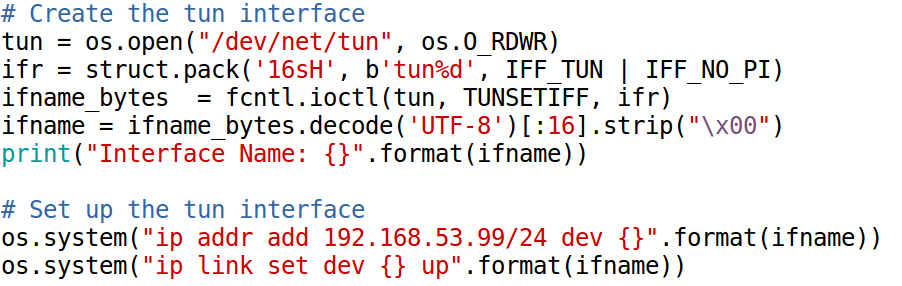 # Create the tun interface
tun = os.open("/dev/net/tun", os.O_RDWR)
ifr = struct.pack('16sH', b'tun%d', IFF_TUN | IFF_NO_PI)
ifname_bytes  = fcntl.ioctl(tun, TUNSETIFF, ifr)
ifname = ifname_bytes.decode('UTF-8')[:16].strip("\x00")
print("Interface Name: {}".format(ifname))

# Set up the tun interface
os.system("ip addr add 192.168.53.99/24 dev {}".format(ifname))
os.system("ip link set dev {} up".format(ifname))